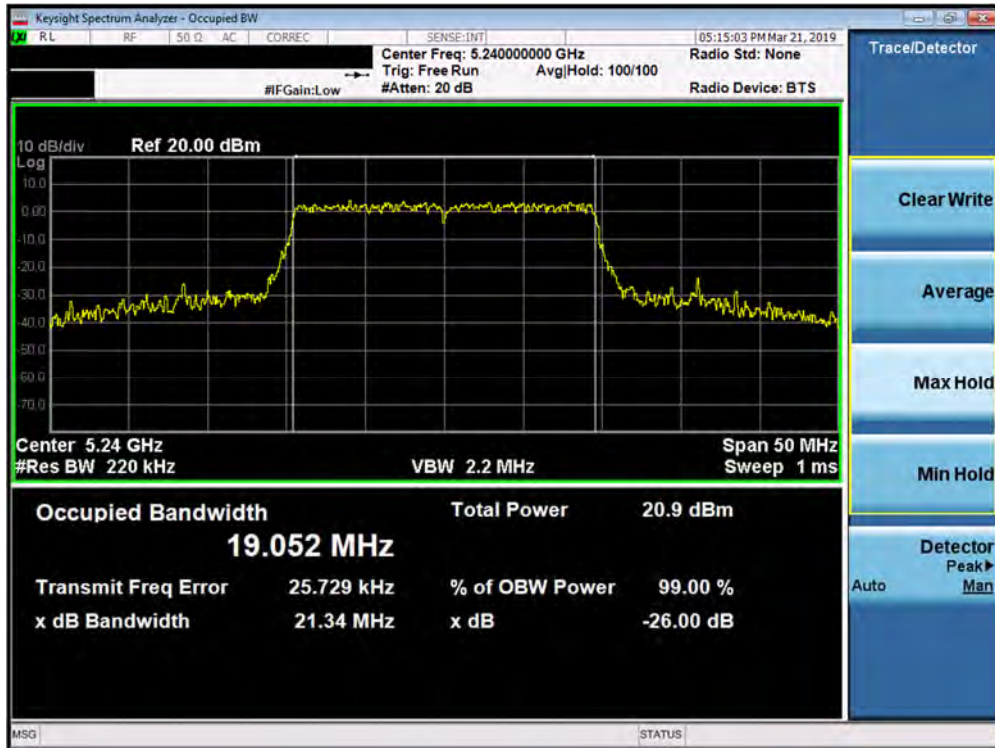 Keysight Spectrum Analyzer - Occupied BW
LXI RL RF 50 Ω AC CORREC SENSE:INT 05:15:03 PM Mar 21, 2019
Center Freq: 5.240000000 GHz Radio Std: None
Trig: Free Run Avg|Hold: 100/100
#IFGain:Low #Atten: 20 dB Radio Device: BTS
Trace/Detector
10 dB/div Ref 20.00 dBm
Log
10.0
0.00
-10.0
-20.0
-30.0
-40.0
-50.0
-60.0
-70.0
Center 5.24 GHz Span 50 MHz
#Res BW 220 kHz VBW 2.2 MHz Sweep 1 ms
Occupied Bandwidth Total Power 20.9 dBm
19.052 MHz
Transmit Freq Error 25.729 kHz % of OBW Power 99.00 %
x dB Bandwidth 21.34 MHz x dB -26.00 dB
Clear Write
Average
Max Hold
Min Hold
Detector
Peak▶
Auto Man
MSG STATUS